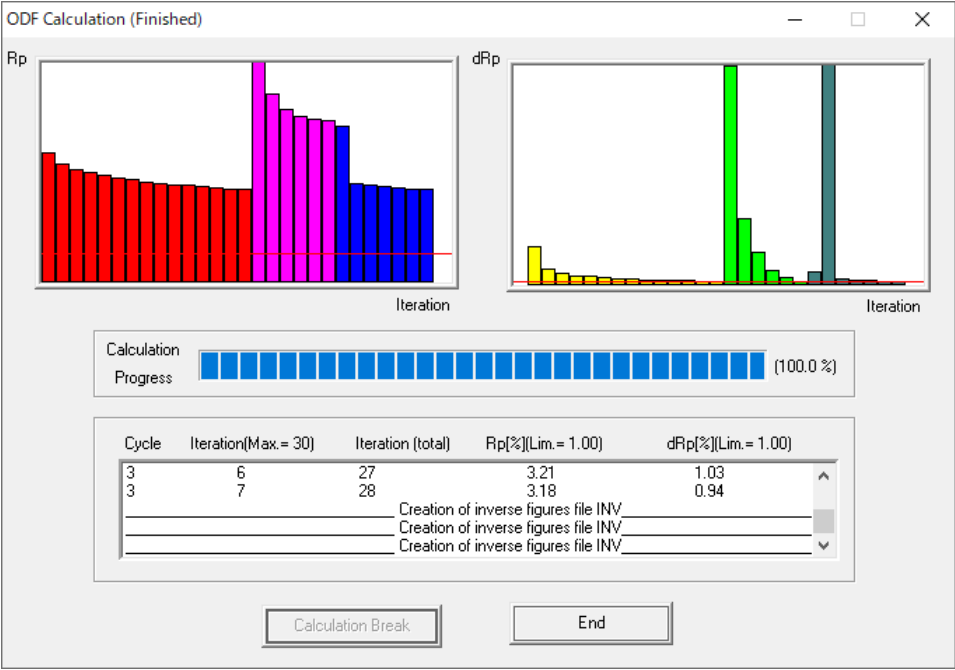 ODF Calculation (Finished)
Rp
dRp
Iteration
Iteration
Calculation
Progress
(100.0 %)
Cycle Iteration(Max.= 30) Iteration (total) Rp[%](Lim.= 1.00) dRp[%](Lim.= 1.00)
3 6 27 3.21 1.03
3 7 28 3.18 0.94
Creation of inverse figures file INV
Creation of inverse figures file INV
Creation of inverse figures file INV
Calculation Break
End